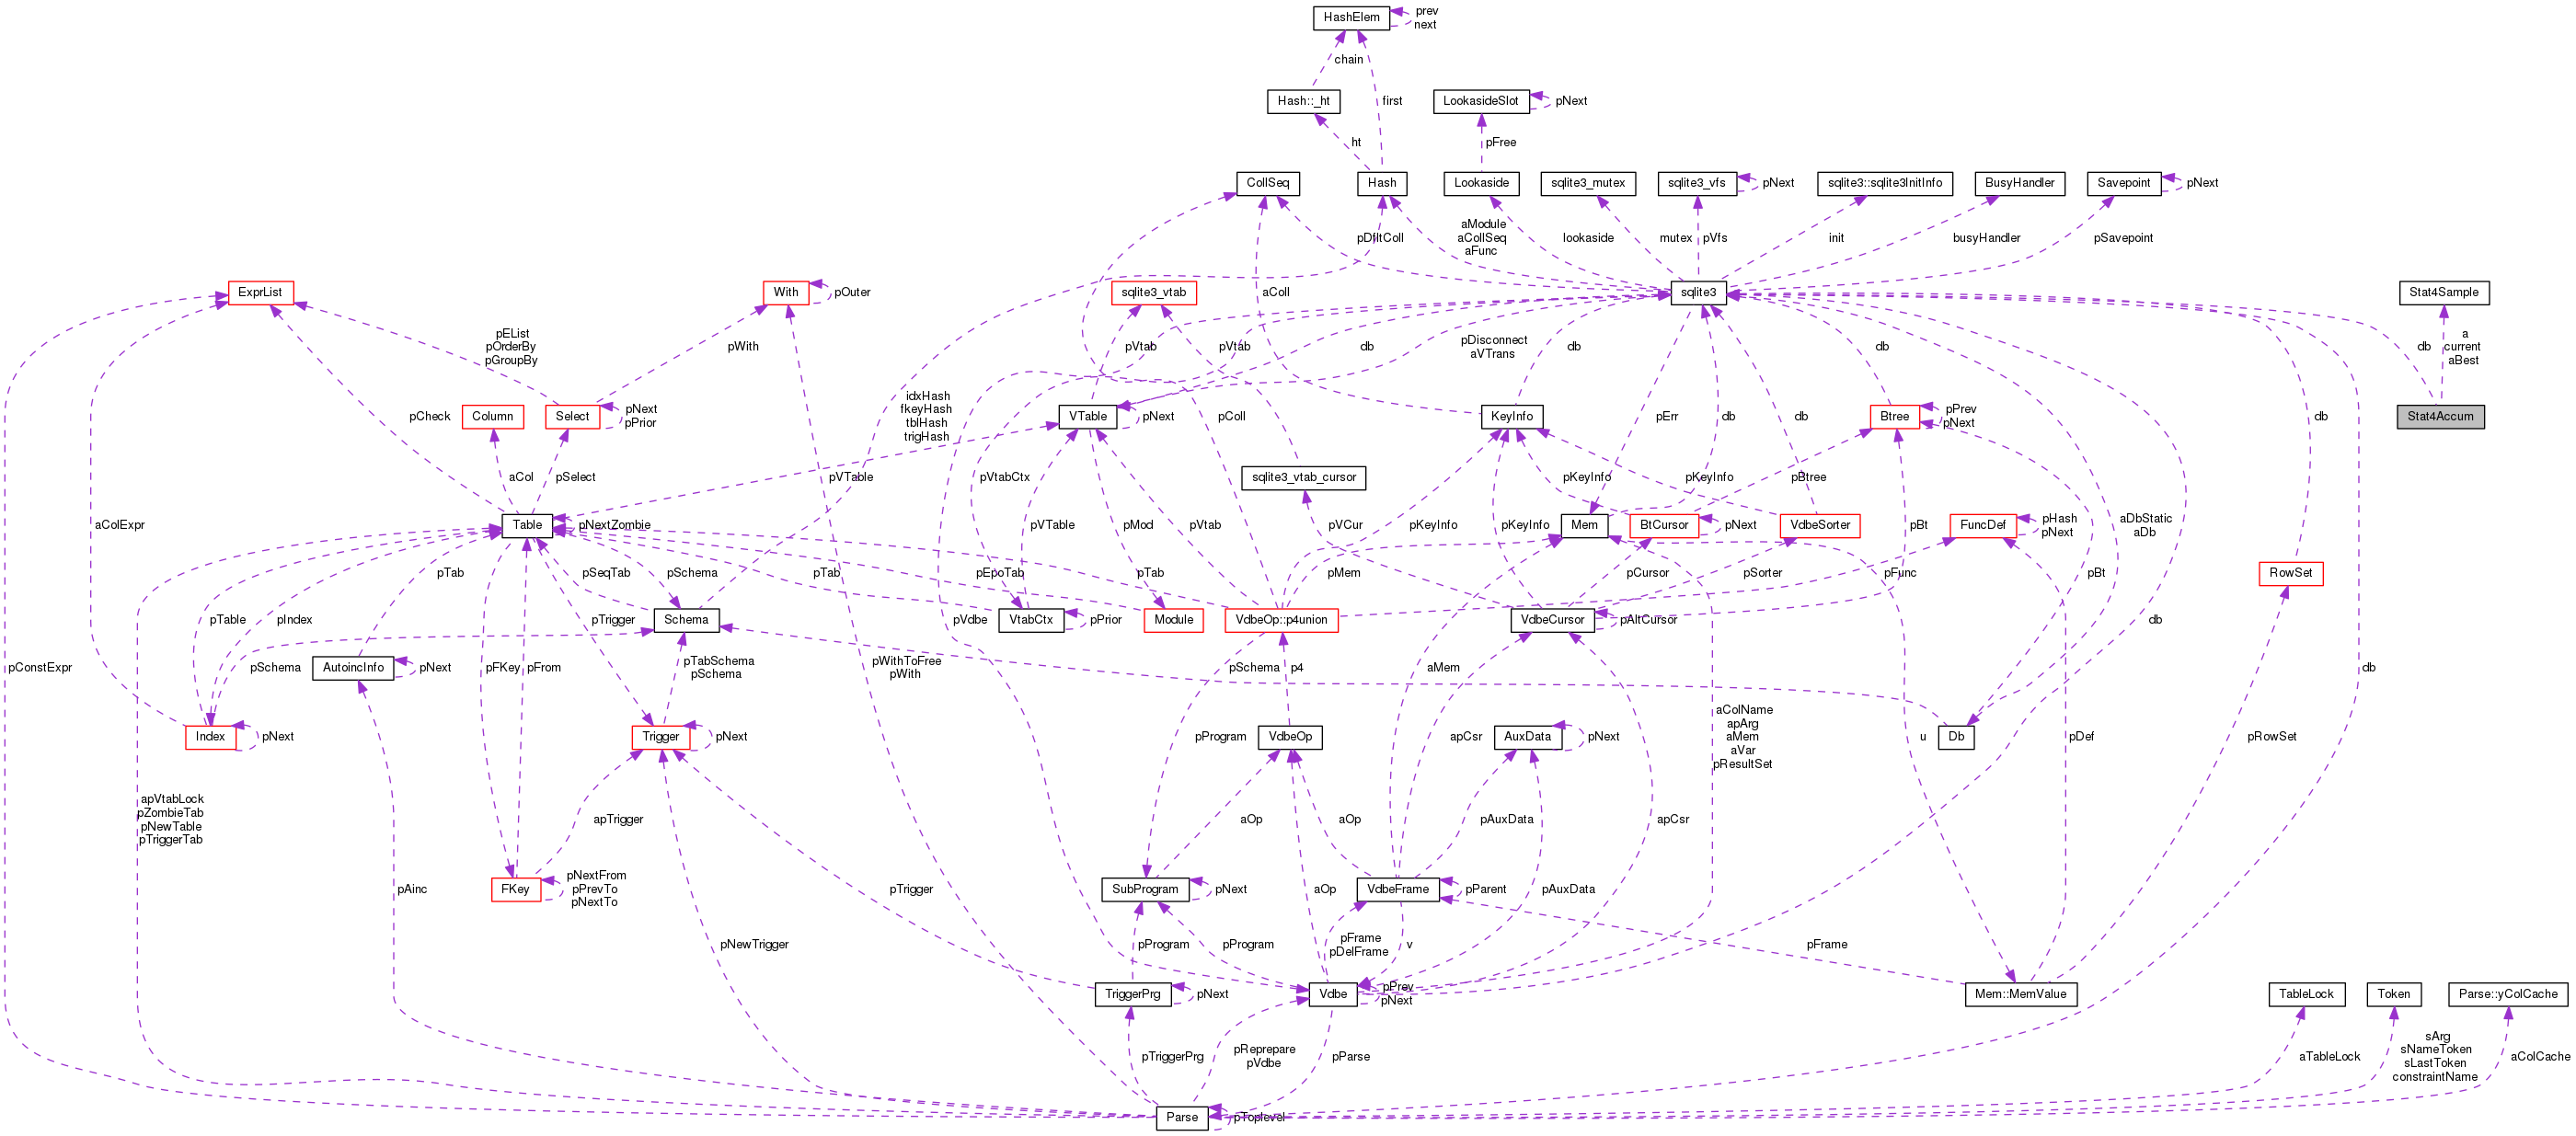 HashElem
prev
next
chain
Hash::_ht
first
LookasideSlot
pNext
ht
pFree
CollSeq
Hash
Lookaside
sqlite3_mutex
sqlite3_vfs
pNext
sqlite3::sqlite3InitInfo
BusyHandler
Savepoint
pNext
pDfltColl
aModule
aCollSeq
aFunc
lookaside
mutex
pVfs
init
busyHandler
pSavepoint
ExprList
With
pOuter
sqlite3_vtab
aColl
sqlite3
Stat4Sample
pEList
pOrderBy
pGroupBy
pWith
pVtab
pVtab
db
pDisconnect
aVTrans
db
db
db
a
current
aBest
pCheck
Column
Select
pNext
pPrior
idxHash
fkeyHash
tblHash
trigHash
VTable
pNext
pColl
KeyInfo
pErr
db
db
Btree
pPrev
pNext
db
Stat4Accum
aCol
pSelect
pVTable
pVtabCtx
sqlite3_vtab_cursor
pKeyInfo
pKeyInfo
pBtree
aColExpr
Table
pNextZombie
pVTable
pMod
pVtab
pVCur
pKeyInfo
pKeyInfo
Mem
BtCursor
pNext
VdbeSorter
pBt
FuncDef
pHash
pNext
aDbStatic
aDb
pTab
pSeqTab
pSchema
pTab
pEpoTab
pTab
pMem
pCursor
pSorter
pFunc
pBt
RowSet
pTable
pIndex
pTrigger
Schema
VtabCtx
pPrior
Module
VdbeOp::p4union
VdbeCursor
pAltCursor
db
pConstExpr
pSchema
AutoincInfo
pNext
pFKey
pFrom
pTabSchema
pSchema
pWithToFree
pWith
pVdbe
pSchema
p4
aMem
db
Index
pNext
Trigger
pNext
pProgram
VdbeOp
apCsr
AuxData
pNext
aColName
apArg
aMem
aVar
pResultSet
u
Db
pDef
pRowSet
apVtabLock
pZombieTab
pNewTable
pTriggerTab
apTrigger
aOp
aOp
pAuxData
apCsr
pAinc
FKey
pNextFrom
pPrevTo
pNextTo
pTrigger
SubProgram
pNext
aOp
VdbeFrame
pParent
pAuxData
pNewTrigger
pProgram
pProgram
pFrame
pDelFrame
v
pFrame
TriggerPrg
pNext
Vdbe
pPrev
pNext
Mem::MemValue
TableLock
Token
Parse::yColCache
pTriggerPrg
pReprepare
pVdbe
pParse
aTableLock
sArg
sNameToken
sLastToken
constraintName
aColCache
Parse
pToplevel